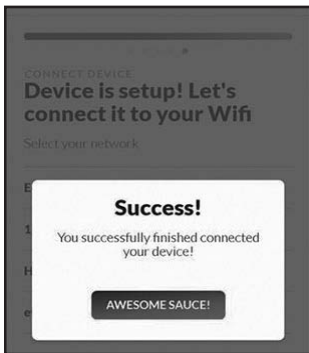 CONNECT DEVICE
Device is setup! Let's
connect it to your Wifi
Select your network
E
Success!
1
You successfully finished connected
your device!
H
AWESOME SAUCE!
e